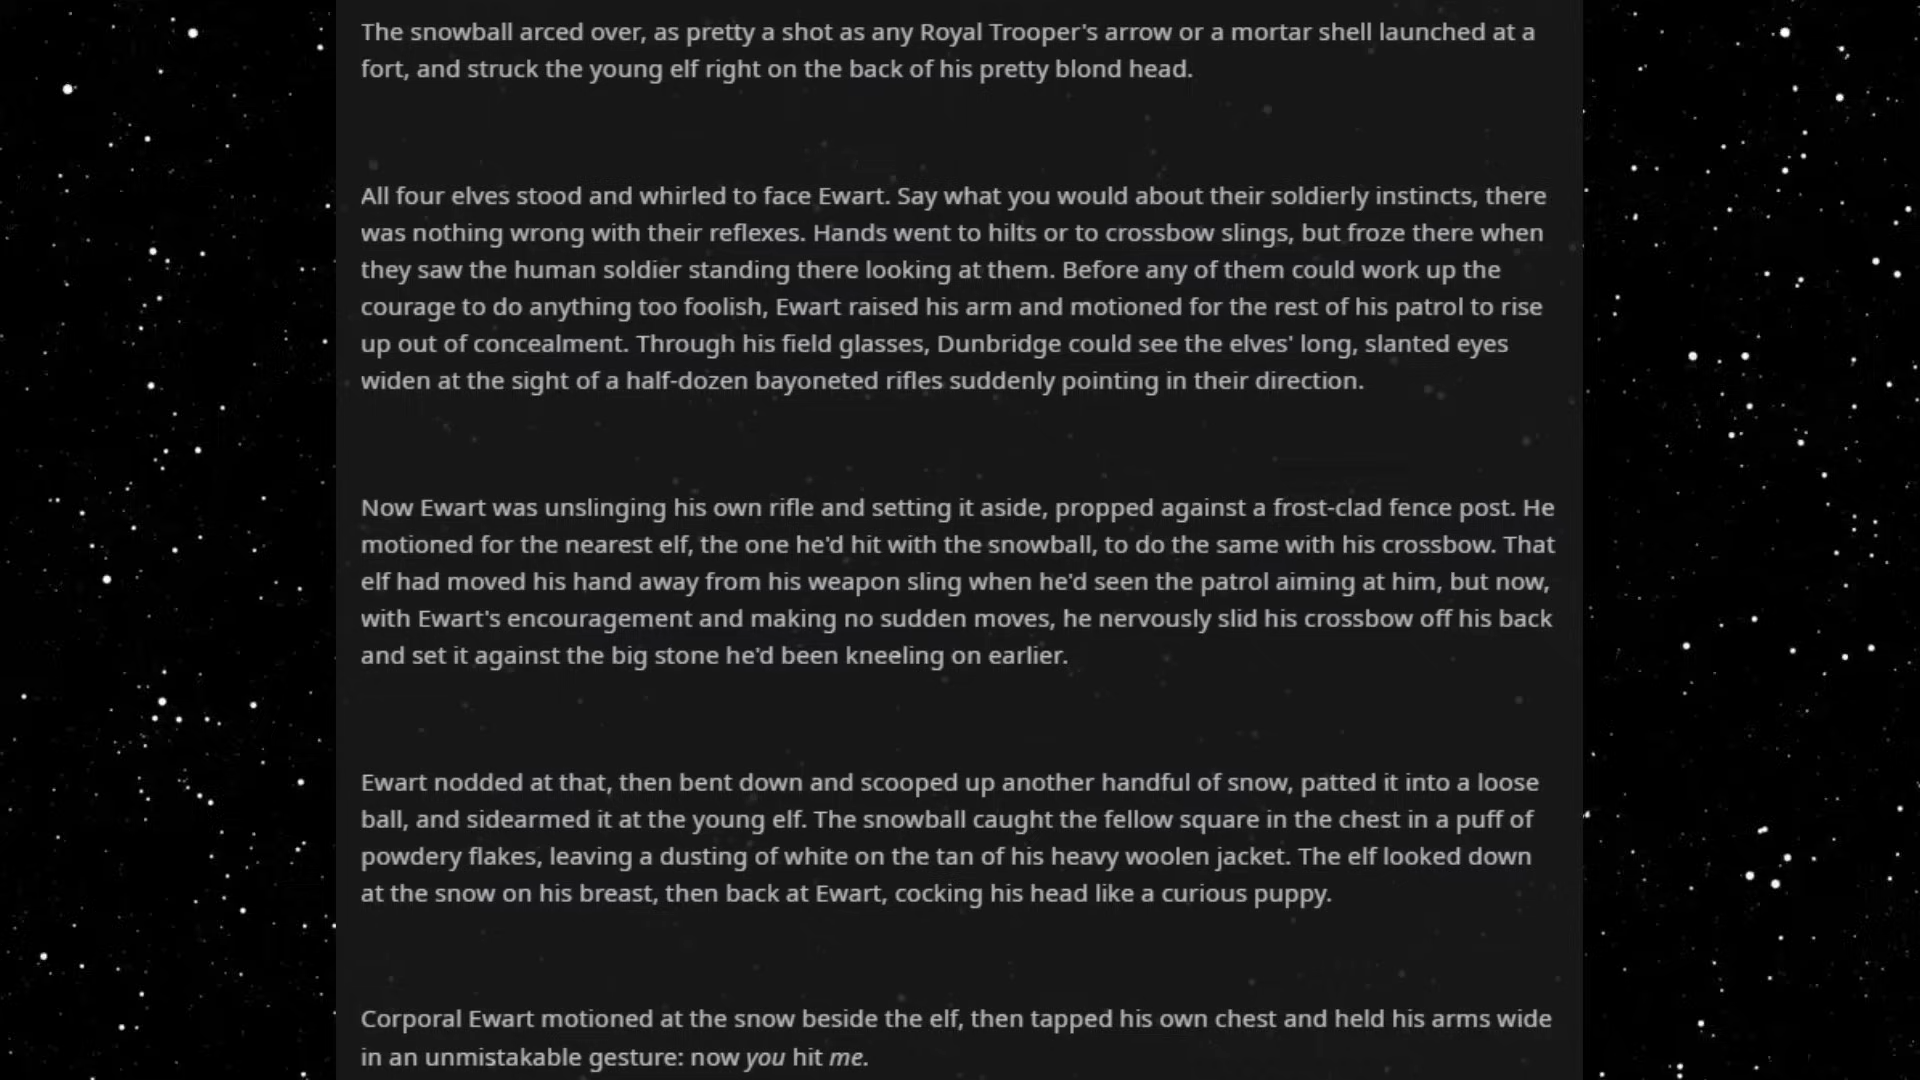 The snowball arced over, as pretty a shot as any Royal Trooper's arrow or a mortar shell launched at a
fort, and struck the young elf right on the back of his pretty blond head.
All four elves stood and whirled to face Ewart. Say what you would about their soldierly instincts, there
was nothing wrong with their reflexes. Hands went to hilts or to crossbow slings, but froze there when
they saw the human soldier standing there looking at them. Before any of them could work up the
courage to do anything too foolish, Ewart raised his arm and motioned for the rest of his patrol to rise
up out of concealment. Through his field glasses, Dunbridge could see the elves' long, slanted eyes
widen at the sight of a half-dozen bayoneted rifles suddenly pointing in their direction.
Now Ewart was unslinging his own rifle and setting it aside, propped against a frost-clad fence post. He
motioned for the nearest elf, the one he'd hit with the snowball, to do the same with his crossbow. That
elf had moved his hand away from his weapon sling when he'd seen the patrol aiming at him, but now,
with Ewart's encouragement and making no sudden moves, he nervously slid his crossbow off his back
and set it against the big stone he'd been kneeling on earlier.
Ewart nodded at that, then bent down and scooped up another handful of snow, patted it into a loose
ball, and sidearmed it at the young elf. The snowball caught the fellow square in the chest in a puff of
powdery flakes, leaving a dusting of white on the tan of his heavy woolen jacket. The elf looked down
at the snow on his breast, then back at Ewart, cocking his head like a curious puppy.
Corporal Ewart motioned at the snow beside the elf, then tapped his own chest and held his arms wide
in an unmistakable gesture: now you hit me.